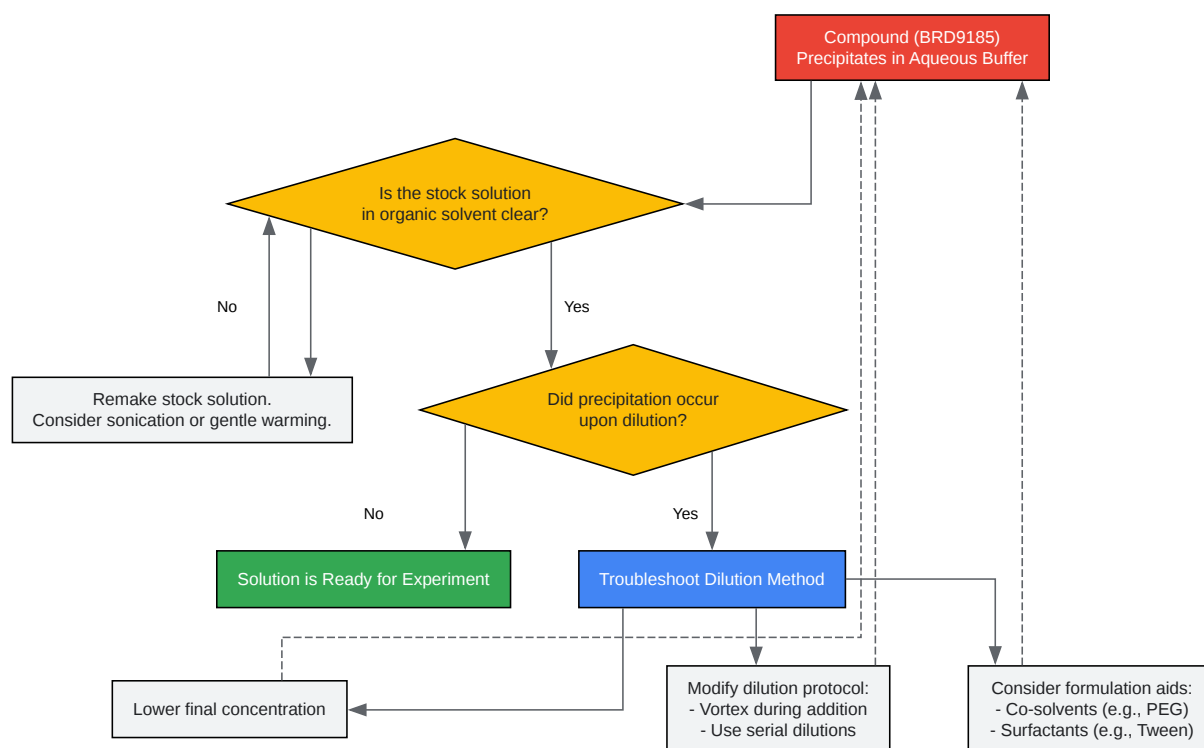 Compound (BRD9185)
Precipitates in Aqueous Buffer
Is the stock solution
in organic solvent clear?
No
Yes
Remake stock solution.
Consider sonication or gentle warming.
Did precipitation occur
upon dilution?
No
Yes
Solution is Ready for Experiment
Troubleshoot Dilution Method
Lower final concentration
Modify dilution protocol:
- Vortex during addition
- Use serial dilutions
Consider formulation aids:
- Co-solvents (e.g., PEG)
- Surfactants (e.g., Tween)